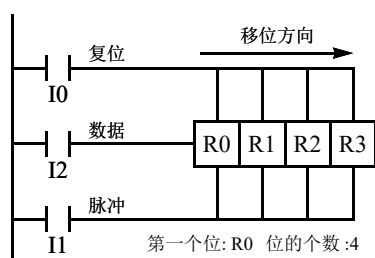 移位方向
复位
I0
数据
R0 R1 R2 R3
I2
脉冲
I1
第一个位: R0 位的个数 :4